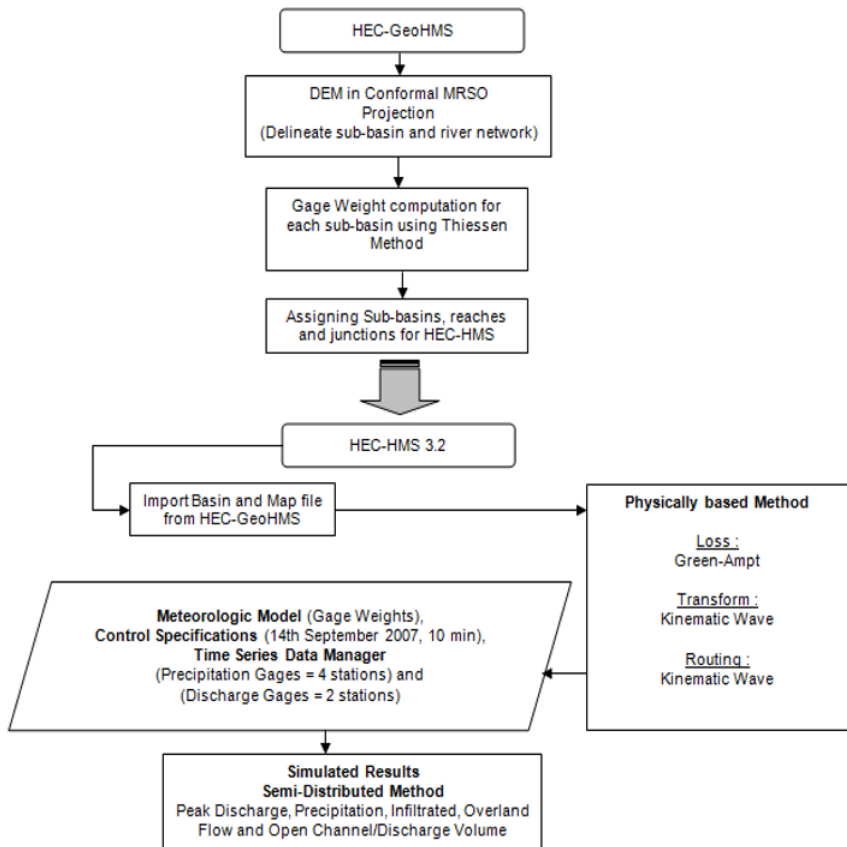 HEC-GeoHMS
DEM in Conformal MRSO
Projection
(Delineate sub-basin and river network)
Gage Weight computation for
each sub-basin using Thiessen
Method
Assigning Sub-basins, reaches
and junctions for HEC-HMS
HEC-HMS 3.2
Import Basin and Map file
from HEC-GeoHMS
Physically based Method
Loss :
Green-Ampt
Transform :
Kinematic Wave
Routing :
Kinematic Wave
Meteorologic Model (Gage Weights),
Control Specifications (14th September 2007, 10 min),
Time Series Data Manager
(Precipitation Gages = 4 stations) and
(Discharge Gages = 2 stations)
Simulated Results
Semi-Distributed Method
Peak Discharge, Precipitation, Infiltrated, Overland
Flow and Open Channel/Discharge Volume